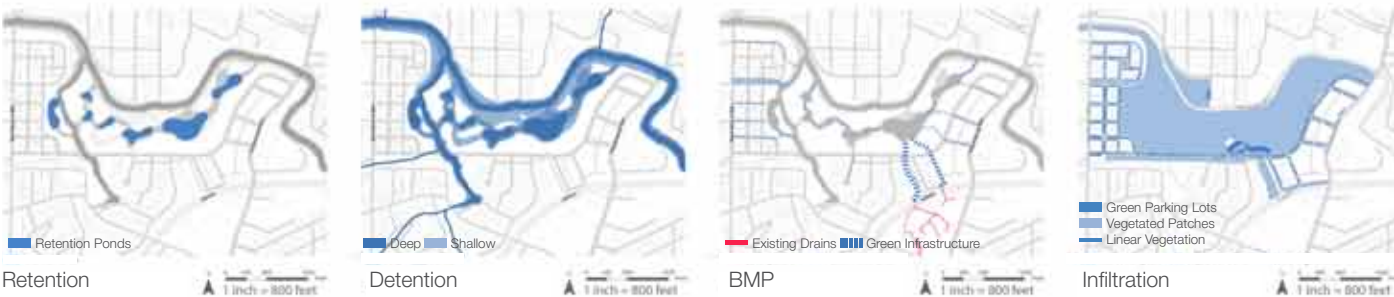 Retention Ponds
Retention
1 inch = 800 feet
Deep Shallow
Detention
1 inch = 800 feet
Existing Drains Green Infrastructure
BMP
1 inch = 800 feet
Green Parking Lots
Vegetated Patches
Linear Vegetation
Infiltration
1 inch = 800 feet